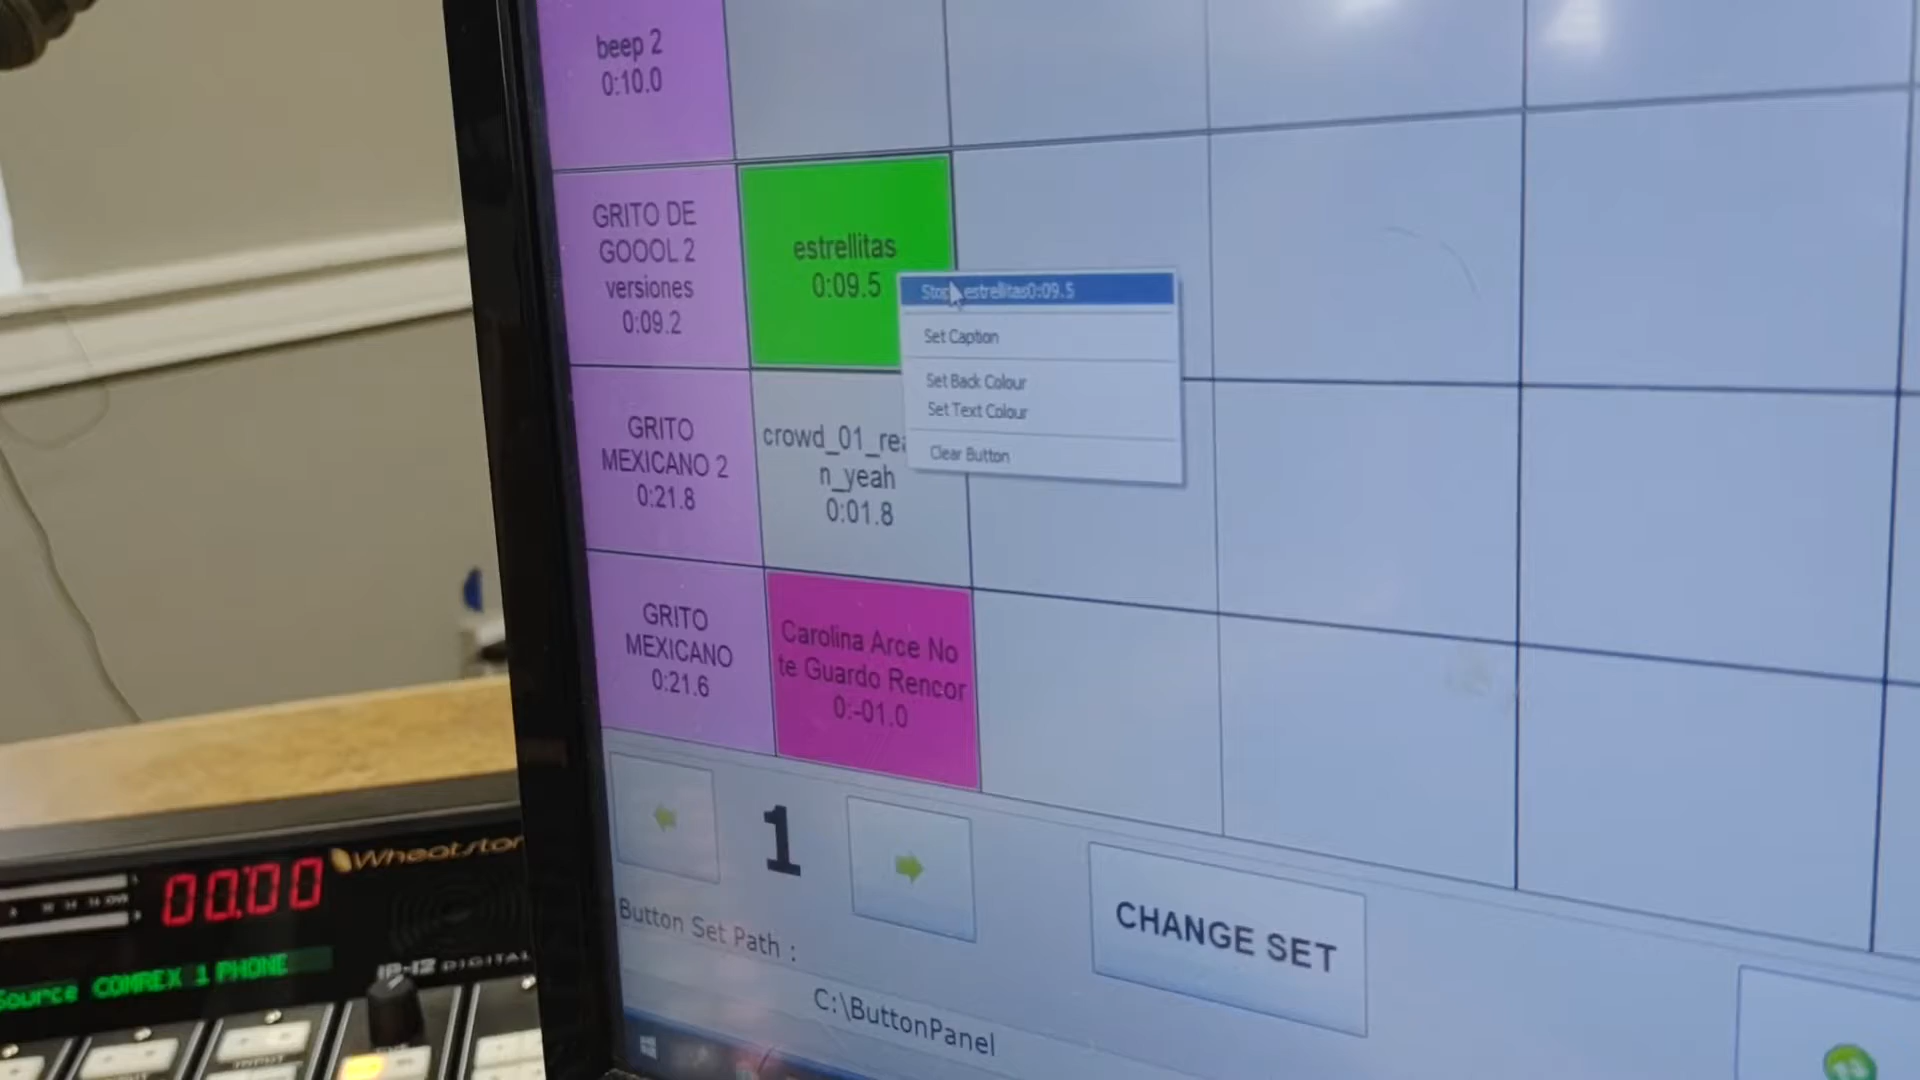 beep 2
0:10.0
GRITO DE
GOOOL 2
versiones
0:09.2
estrellitas
0:09.5
Stop estrellitas0:09.5
Set Caption
Set Back Colour
Set Text Colour
Clear Button
GRITO
MEXICANO 2
0:21.8
n_yeah
0:01.8
GRITO
MEXICANO
0:21.6
Carolina Arce No
te Guardo Rencor
0:-01.0
1
CHANGE SET
Button Set Path :
C:\ButtonPanel
00:00
IP-12 DIGITAL
Source COMREX 1 PHONE
INPUT